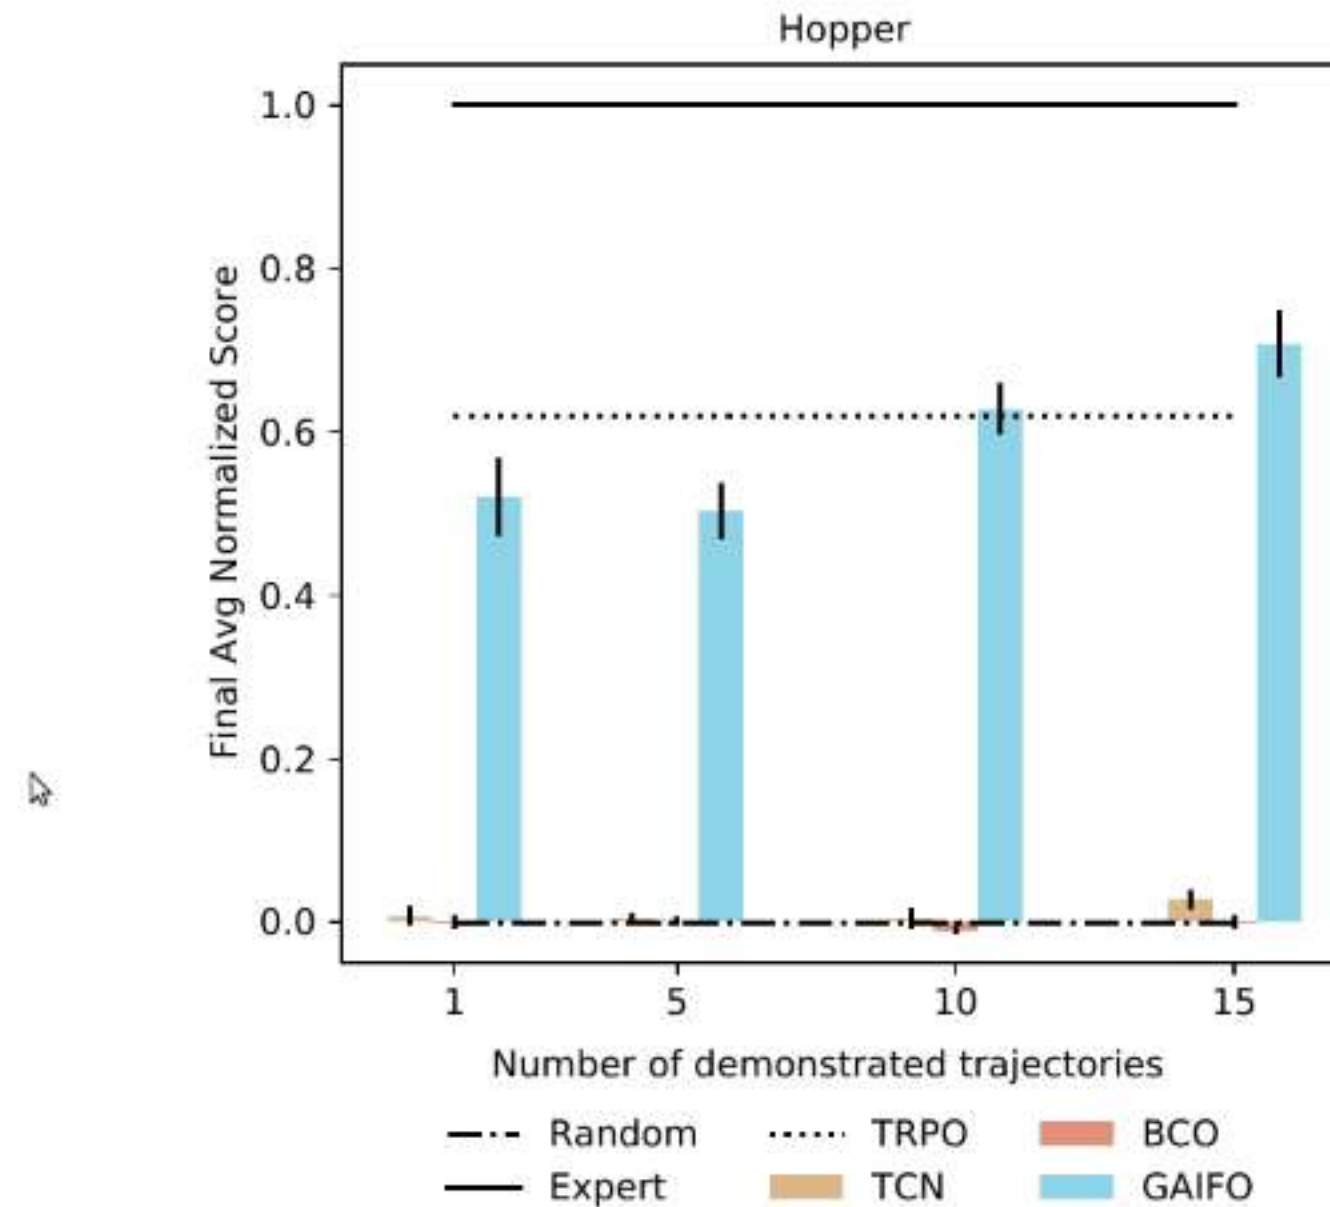 Hopper
1.0
0.8
0.6
0.4
0.2
0.0
Final Avg Normalized Score
1 5 10 15
Number of demonstrated trajectories
Random TRPO BCO
Expert TCN GAIFO